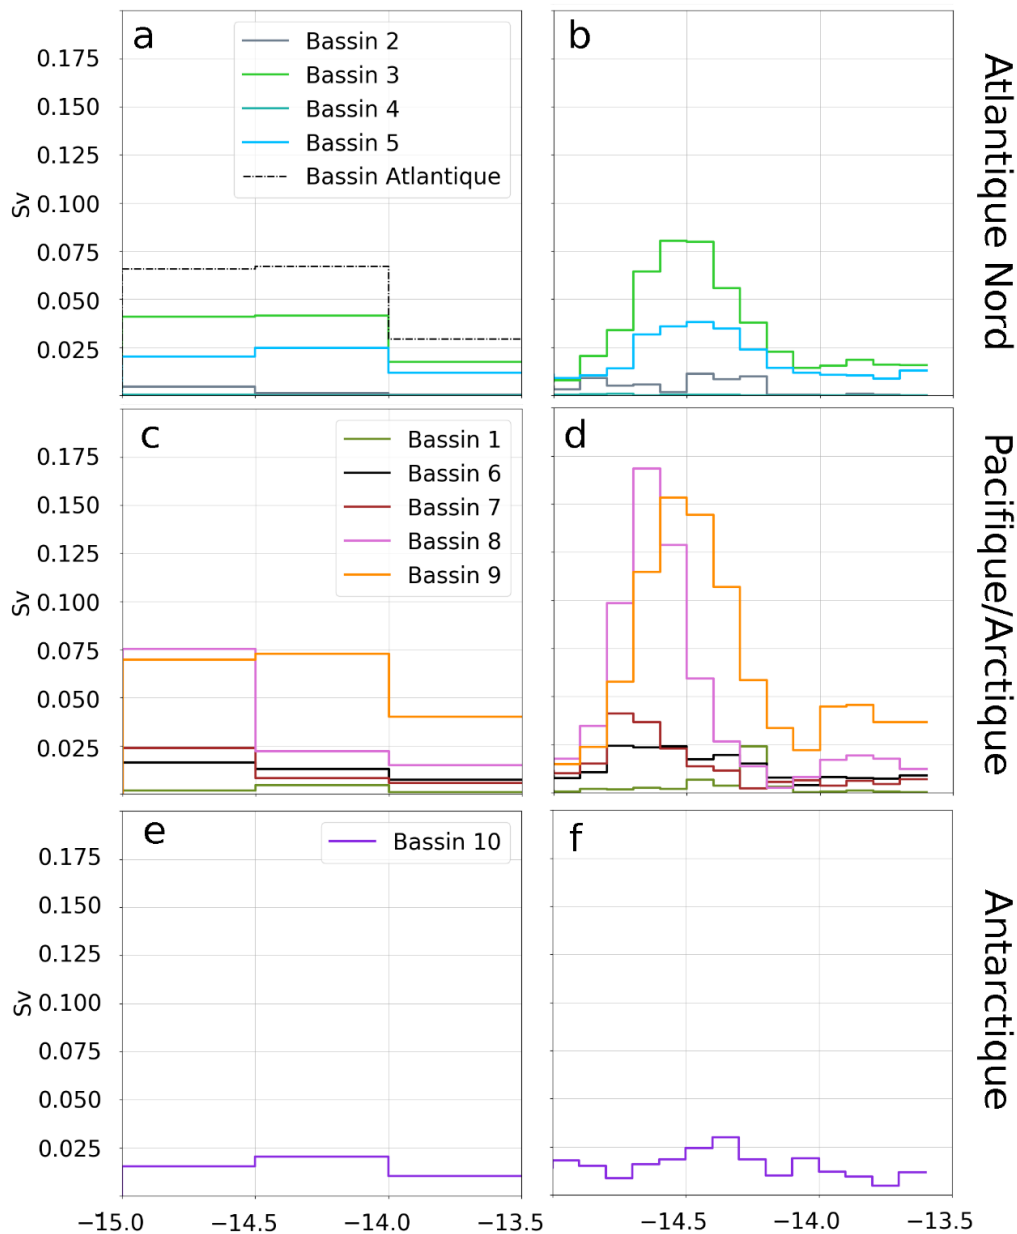 a
Bassin 2
Bassin 3
Bassin 4
Bassin 5
Bassin Atlantique
0.175
0.150
0.125
0.100
0.075
0.050
0.025
Sv
b
Atlantique Nord
c
Bassin 1
Bassin 6
Bassin 7
Bassin 8
Bassin 9
0.175
0.150
0.125
0.100
0.075
0.050
0.025
Sv
d
Pacifique/Arctique
e
Bassin 10
0.175
0.150
0.125
0.100
0.075
0.050
0.025
Sv
f
Antarctique
−15.0 −14.5 −14.0 −13.5
−14.5 −14.0 −13.5